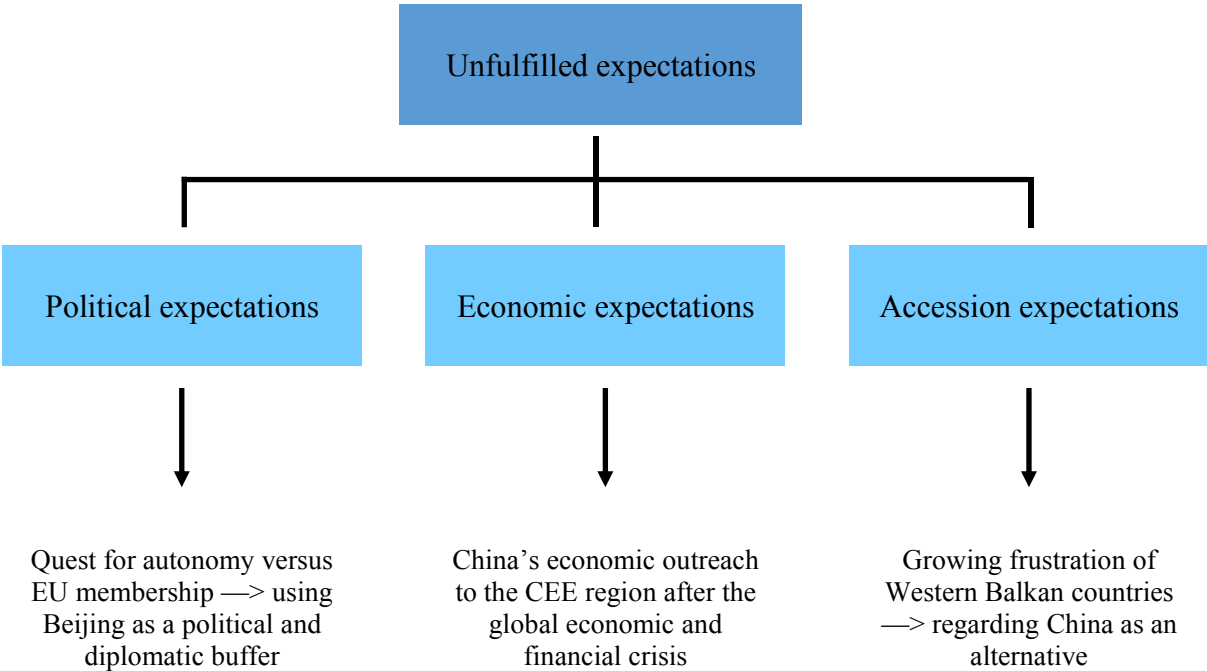 Unfulfilled expectations
Political expectations
Economic expectations
Accession expectations
Quest for autonomy versus
EU membership —> using
Beijing as a political and
diplomatic buffer
China’s economic outreach
to the CEE region after the
global economic and
financial crisis
Growing frustration of
Western Balkan countries
—> regarding China as an
alternative